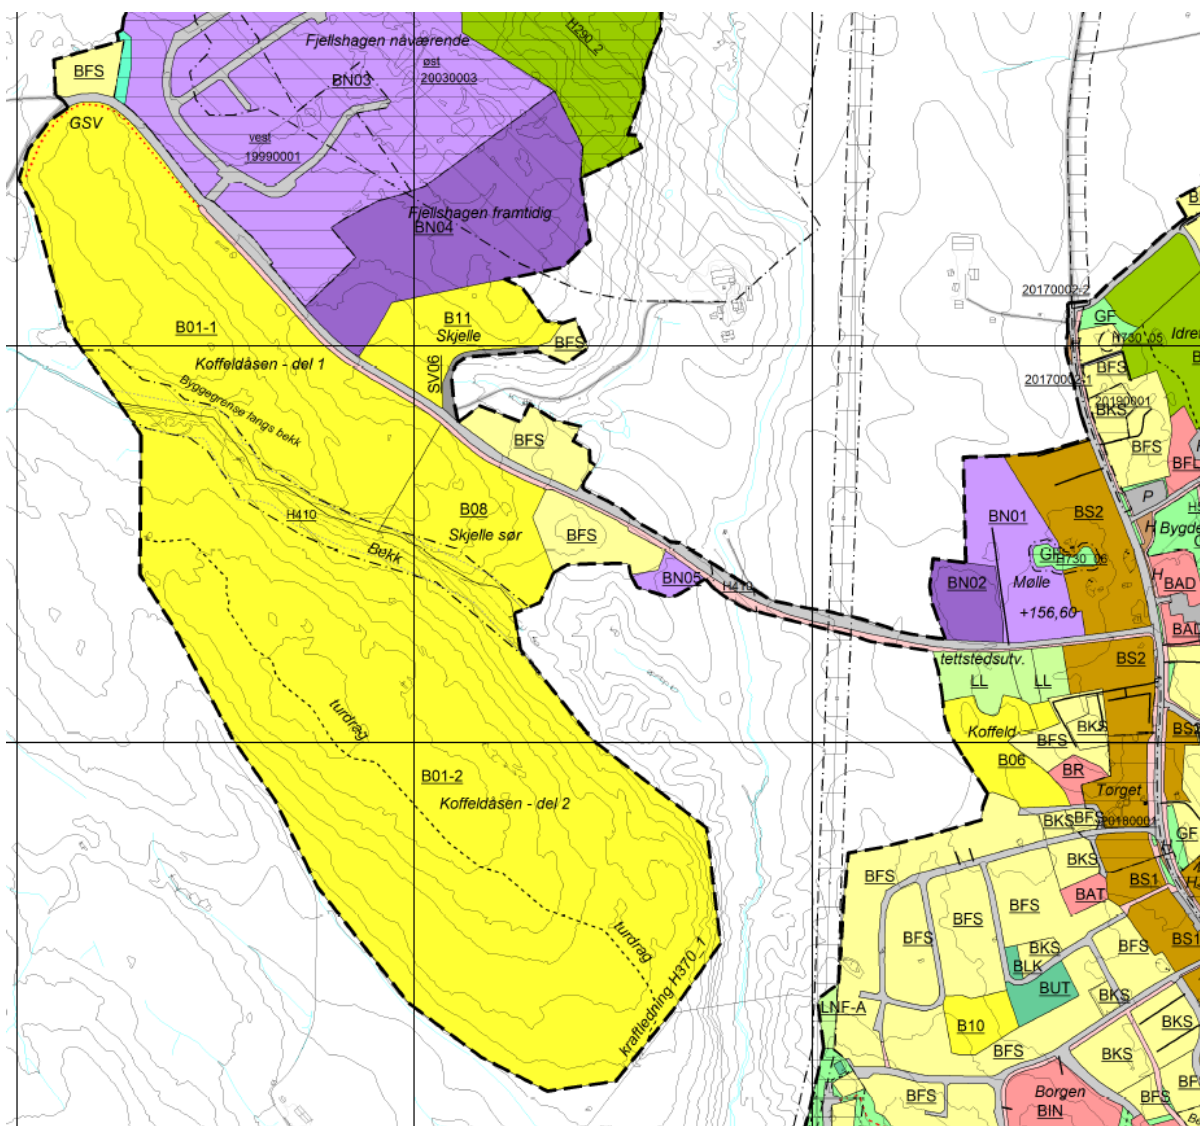 H290_2
Fjellshagen nåværende
BFS
øst
BN03
20030003
GSV
vest
19990001
Fjellshagen framtidig
BN04
20170002-2
B11
GF
B01-1
Skjelle
BFS
H730_05
Idre
Koffeldåsen - del 1
SV06
BFS
20170002-1
Byggegrense langs bekk
20190001
BKS
BFS
BFS
BFL
P
B08
BN01
BS2
H410
Skjelle sør
BFS
H
Bygde
Bekk
GF
H730_06
BN05
H410
BN02
Mølle
H
BAD
+156,60
BAD
tettstedsutv.
BS2
LL
LL
turdrag
Koffeld
BFS
BKS
BS2
B01-2
B06
BR
Koffeldåsen - del 2
Torget
BKS
BFS
20180001
GF
H
BKS
BFS
BS1
BAT
BFS
BFS
BFS
BKS
BFS
BS1
turdrag
BLK
BUT
BKS
kraftledning H370_1
LNF-A
B10
BKS
BFS
BKS
BFS
Borgen
BFS
BIN